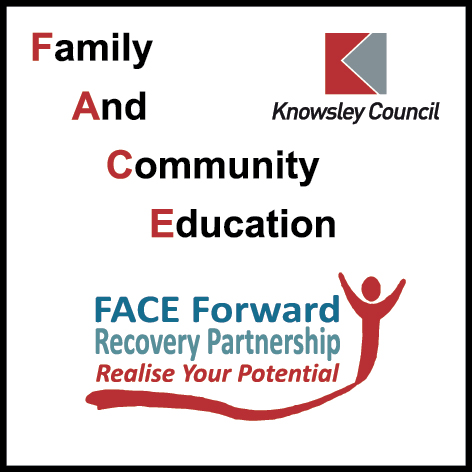 Family
And
Community
Education
Knowsley Council
FACE Forward
Recovery Partnership
Realise Your Potential